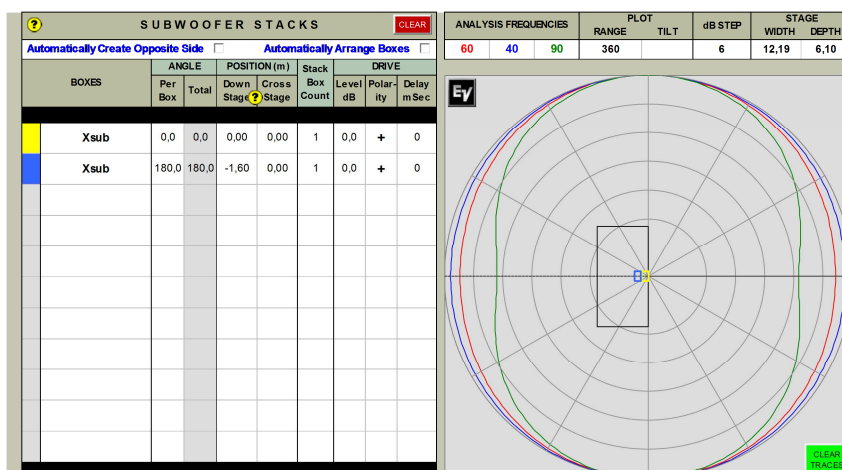 ? SUBWOOFER STACKS CLEAR
Automatically Create Opposite Side Automatically Arrange Boxes
BOXES ANGLE POSITION (m) Stack Box Count DRIVE
Per Box Total Down Stage ? Cross Stage Level dB Polar-ity Delay mSec
Xsub 0,0 0,0 0,00 0,00 1 0,0 + 0
Xsub 180,0 180,0 -1,60 0,00 1 0,0 + 0
ANALYSIS FREQUENCIES PLOT dB STEP STAGE
RANGE TILT WIDTH DEPTH
60 40 90 360 6 12,19 6,10
EV
CLEAR
TRACES